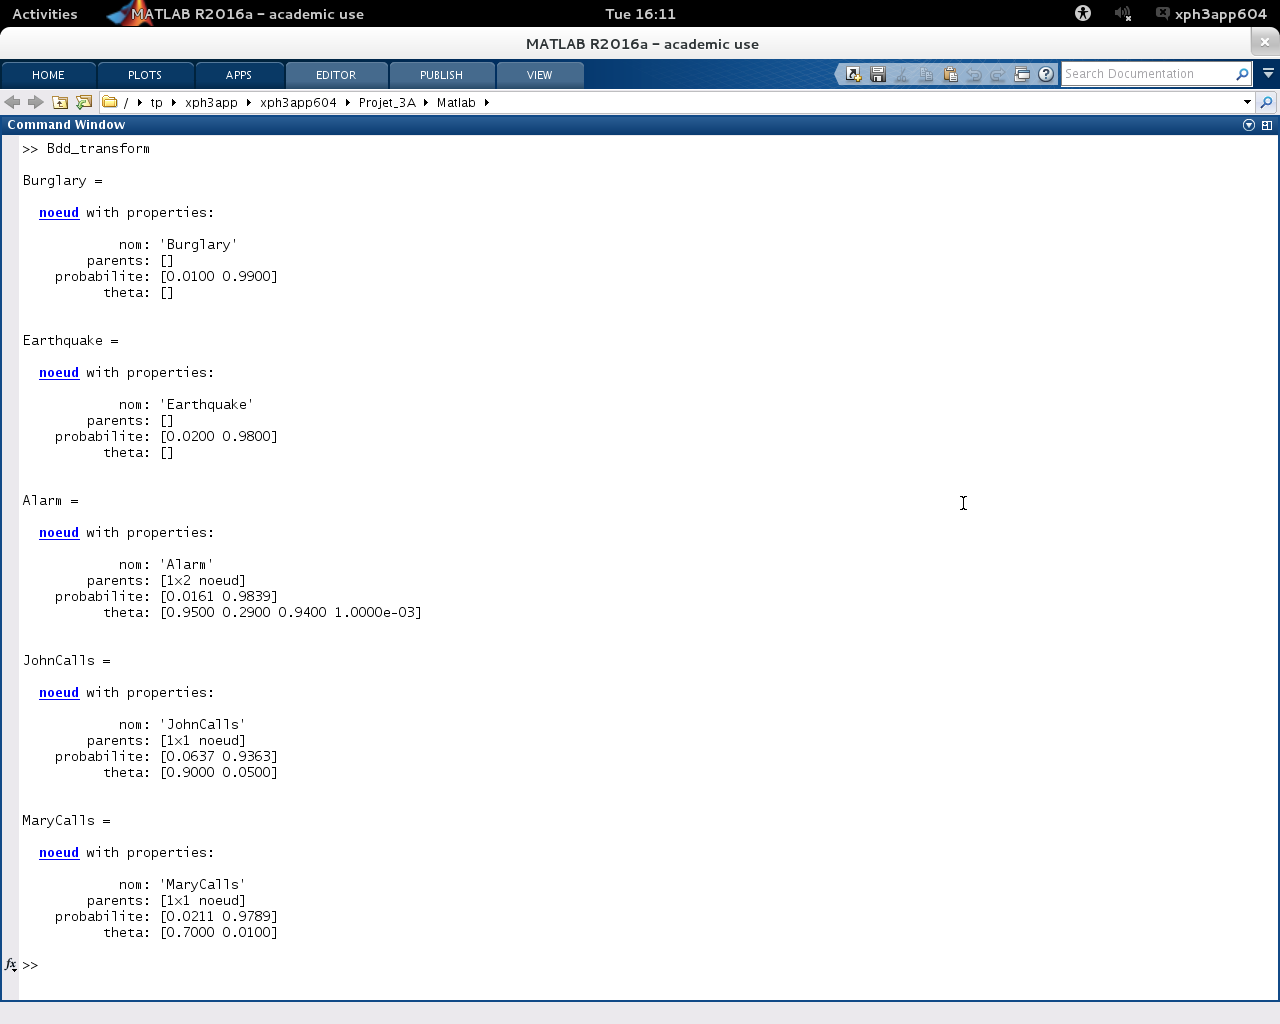 Activities MATLAB R2016a – academic use Tue 16:11 xph3app604
MATLAB R2016a – academic use
HOME PLOTS APPS EDITOR PUBLISH VIEW Search Documentation
/ tp xph3app xph3app604 Projet_3A Matlab
Command Window
>> Bdd_transform
Burglary =
noeud with properties:
nom: 'Burglary'
parents: []
probabilite: [0.0100 0.9900]
theta: []
Earthquake =
noeud with properties:
nom: 'Earthquake'
parents: []
probabilite: [0.0200 0.9800]
theta: []
Alarm =
noeud with properties:
nom: 'Alarm'
parents: [1×2 noeud]
probabilite: [0.0161 0.9839]
theta: [0.9500 0.2900 0.9400 1.0000e-03]
JohnCalls =
noeud with properties:
nom: 'JohnCalls'
parents: [1×1 noeud]
probabilite: [0.0637 0.9363]
theta: [0.9000 0.0500]
MaryCalls =
noeud with properties:
nom: 'MaryCalls'
parents: [1×1 noeud]
probabilite: [0.0211 0.9789]
theta: [0.7000 0.0100]
fx >>